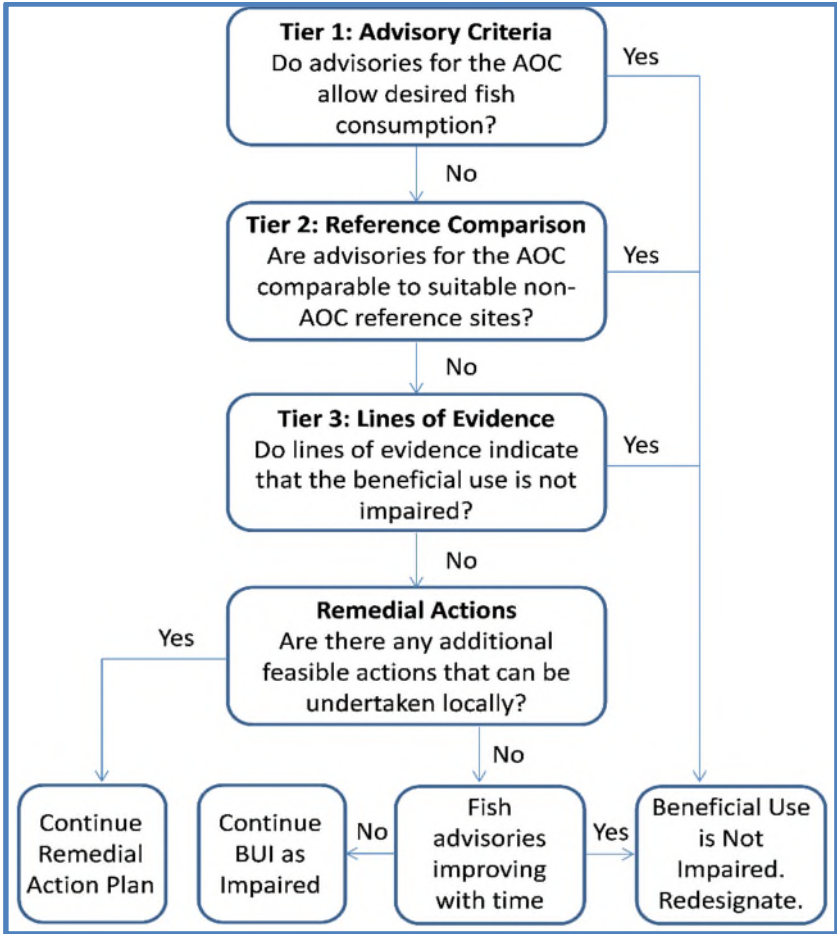 Tier 1: Advisory Criteria
Do advisories for the AOC
allow desired fish
consumption?
Yes
No
Tier 2: Reference Comparison
Are advisories for the AOC
comparable to suitable non-
AOC reference sites?
Yes
No
Tier 3: Lines of Evidence
Do lines of evidence indicate
that the beneficial use is not
impaired?
Yes
No
Remedial Actions
Are there any additional
feasible actions that can be
undertaken locally?
Yes
No
Continue
Remedial
Action Plan
Continue
BUI as
Impaired
No
Fish
advisories
improving
with time
Yes
Beneficial Use
is Not
Impaired.
Redesignate.